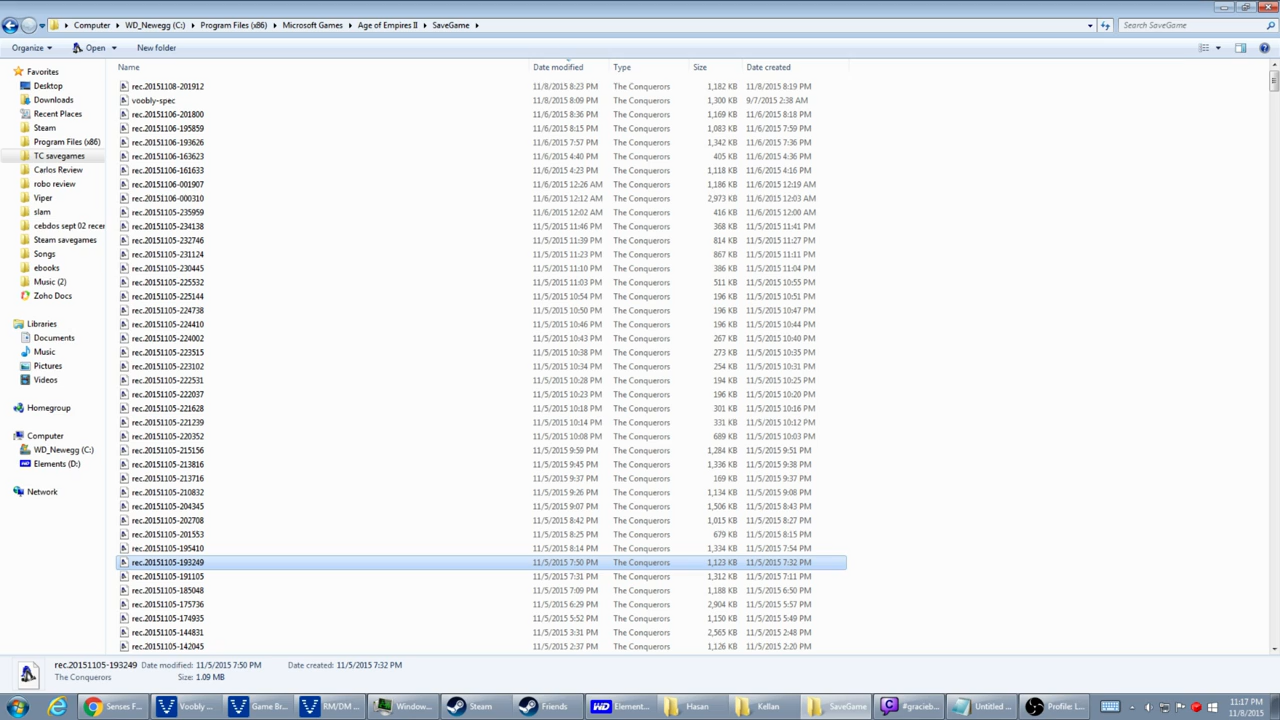 Computer ▸ WD_Newegg (C:) ▸ Program Files (x86) ▸ Microsoft Games ▸ Age of Empires II ▸ SaveGame ▸ Search SaveGame
Organize ▾ Open ▾ New folder
Name Date modified Type Size Date created
Favorites
Desktop
Downloads
Recent Places
Steam
Program Files (x86)
TC savegames
Carlos Review
robo review
Viper
slam
cebdos sept 02 recer
Steam savegames
Songs
ebooks
Music (2)
Zoho Docs
Libraries
Documents
Music
Pictures
Videos
Homegroup
Computer
WD_Newegg (C:)
Elements (D:)
Network
rec.20151108-201912 11/8/2015 8:23 PM The Conquerors 1,182 KB 11/8/2015 8:19 PM
voobly-spec 11/8/2015 8:09 PM The Conquerors 1,300 KB 9/7/2015 2:38 AM
rec.20151106-201800 11/6/2015 8:36 PM The Conquerors 1,169 KB 11/6/2015 8:18 PM
rec.20151106-195859 11/6/2015 8:15 PM The Conquerors 1,083 KB 11/6/2015 7:59 PM
rec.20151106-193626 11/6/2015 7:57 PM The Conquerors 1,342 KB 11/6/2015 7:36 PM
rec.20151106-163623 11/6/2015 4:40 PM The Conquerors 405 KB 11/6/2015 4:36 PM
rec.20151106-161633 11/6/2015 4:23 PM The Conquerors 1,118 KB 11/6/2015 4:16 PM
rec.20151106-001907 11/6/2015 12:26 AM The Conquerors 1,186 KB 11/6/2015 12:19 AM
rec.20151106-000310 11/6/2015 12:12 AM The Conquerors 2,973 KB 11/6/2015 12:03 AM
rec.20151105-235959 11/6/2015 12:02 AM The Conquerors 416 KB 11/6/2015 12:00 AM
rec.20151105-234138 11/5/2015 11:46 PM The Conquerors 368 KB 11/5/2015 11:41 PM
rec.20151105-232746 11/5/2015 11:39 PM The Conquerors 814 KB 11/5/2015 11:27 PM
rec.20151105-231124 11/5/2015 11:23 PM The Conquerors 867 KB 11/5/2015 11:11 PM
rec.20151105-230445 11/5/2015 11:10 PM The Conquerors 386 KB 11/5/2015 11:04 PM
rec.20151105-225532 11/5/2015 11:03 PM The Conquerors 511 KB 11/5/2015 10:55 PM
rec.20151105-225144 11/5/2015 10:54 PM The Conquerors 196 KB 11/5/2015 10:51 PM
rec.20151105-224738 11/5/2015 10:50 PM The Conquerors 196 KB 11/5/2015 10:47 PM
rec.20151105-224410 11/5/2015 10:46 PM The Conquerors 196 KB 11/5/2015 10:44 PM
rec.20151105-224002 11/5/2015 10:43 PM The Conquerors 267 KB 11/5/2015 10:40 PM
rec.20151105-223515 11/5/2015 10:38 PM The Conquerors 273 KB 11/5/2015 10:35 PM
rec.20151105-223102 11/5/2015 10:34 PM The Conquerors 254 KB 11/5/2015 10:31 PM
rec.20151105-222531 11/5/2015 10:28 PM The Conquerors 194 KB 11/5/2015 10:25 PM
rec.20151105-222037 11/5/2015 10:23 PM The Conquerors 196 KB 11/5/2015 10:20 PM
rec.20151105-221628 11/5/2015 10:18 PM The Conquerors 301 KB 11/5/2015 10:16 PM
rec.20151105-221239 11/5/2015 10:14 PM The Conquerors 331 KB 11/5/2015 10:12 PM
rec.20151105-220352 11/5/2015 10:08 PM The Conquerors 689 KB 11/5/2015 10:03 PM
rec.20151105-215156 11/5/2015 9:59 PM The Conquerors 1,284 KB 11/5/2015 9:51 PM
rec.20151105-213816 11/5/2015 9:45 PM The Conquerors 1,336 KB 11/5/2015 9:38 PM
rec.20151105-213716 11/5/2015 9:37 PM The Conquerors 169 KB 11/5/2015 9:37 PM
rec.20151105-210832 11/5/2015 9:26 PM The Conquerors 1,134 KB 11/5/2015 9:08 PM
rec.20151105-204345 11/5/2015 9:07 PM The Conquerors 1,506 KB 11/5/2015 8:43 PM
rec.20151105-202708 11/5/2015 8:42 PM The Conquerors 1,015 KB 11/5/2015 8:27 PM
rec.20151105-201553 11/5/2015 8:25 PM The Conquerors 679 KB 11/5/2015 8:15 PM
rec.20151105-195410 11/5/2015 8:14 PM The Conquerors 1,334 KB 11/5/2015 7:54 PM
rec.20151105-193249 11/5/2015 7:50 PM The Conquerors 1,123 KB 11/5/2015 7:32 PM
rec.20151105-191105 11/5/2015 7:31 PM The Conquerors 1,312 KB 11/5/2015 7:11 PM
rec.20151105-185048 11/5/2015 7:09 PM The Conquerors 1,188 KB 11/5/2015 6:50 PM
rec.20151105-175736 11/5/2015 6:29 PM The Conquerors 2,904 KB 11/5/2015 5:57 PM
rec.20151105-174935 11/5/2015 5:52 PM The Conquerors 1,150 KB 11/5/2015 5:49 PM
rec.20151105-144831 11/5/2015 3:31 PM The Conquerors 2,565 KB 11/5/2015 2:48 PM
rec.20151105-142045 11/5/2015 2:37 PM The Conquerors 1,126 KB 11/5/2015 2:20 PM
rec.20151105-193249 Date modified: 11/5/2015 7:50 PM Date created: 11/5/2015 7:32 PM
The Conquerors Size: 1.09 MB
Senses F... Voobly ... Game Br... RM/DM ... Window... Steam Friends Element... Hasan Kellan SaveGame #gracieb... Untitled ... Profile: L... 11:17 PM
11/8/2015